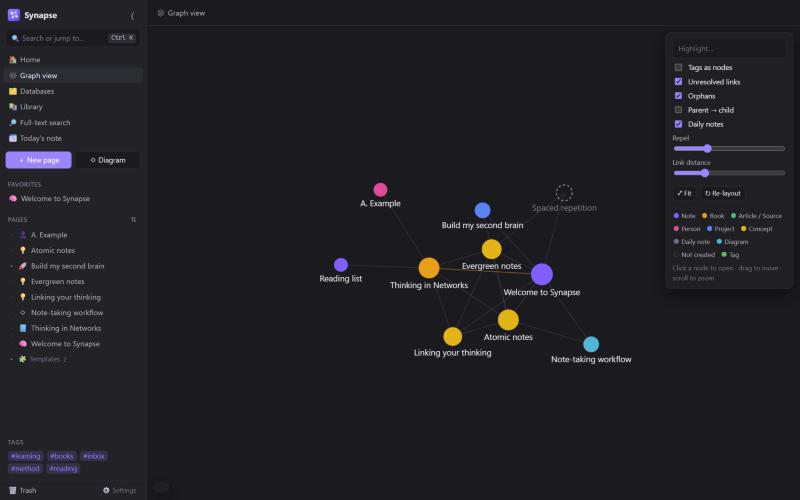 Synapse
Search or jump to... Ctrl K
Home
Graph view
Databases
Library
Full-text search
Today's note
+ New page
Diagram
FAVORITES
Welcome to Synapse
PAGES
A. Example
Atomic notes
Build my second brain
Evergreen notes
Linking your thinking
Note-taking workflow
Thinking in Networks
Welcome to Synapse
Templates 2
TAGS
#learning #books #inbox
#method #reading
Trash
Settings
Graph view
A. Example
Spaced repetition
Build my second brain
Evergreen notes
Reading list
Thinking in Networks
Welcome to Synapse
Atomic notes
Linking your thinking
Note-taking workflow
Highlight...
Tags as nodes
Unresolved links
Orphans
Parent → child
Daily notes
Repel
Link distance
Fit
Re-layout
Note Book Article / Source
Person Project Concept
Daily note Diagram
Not created Tag
Click a node to open · drag to move ·
scroll to zoom